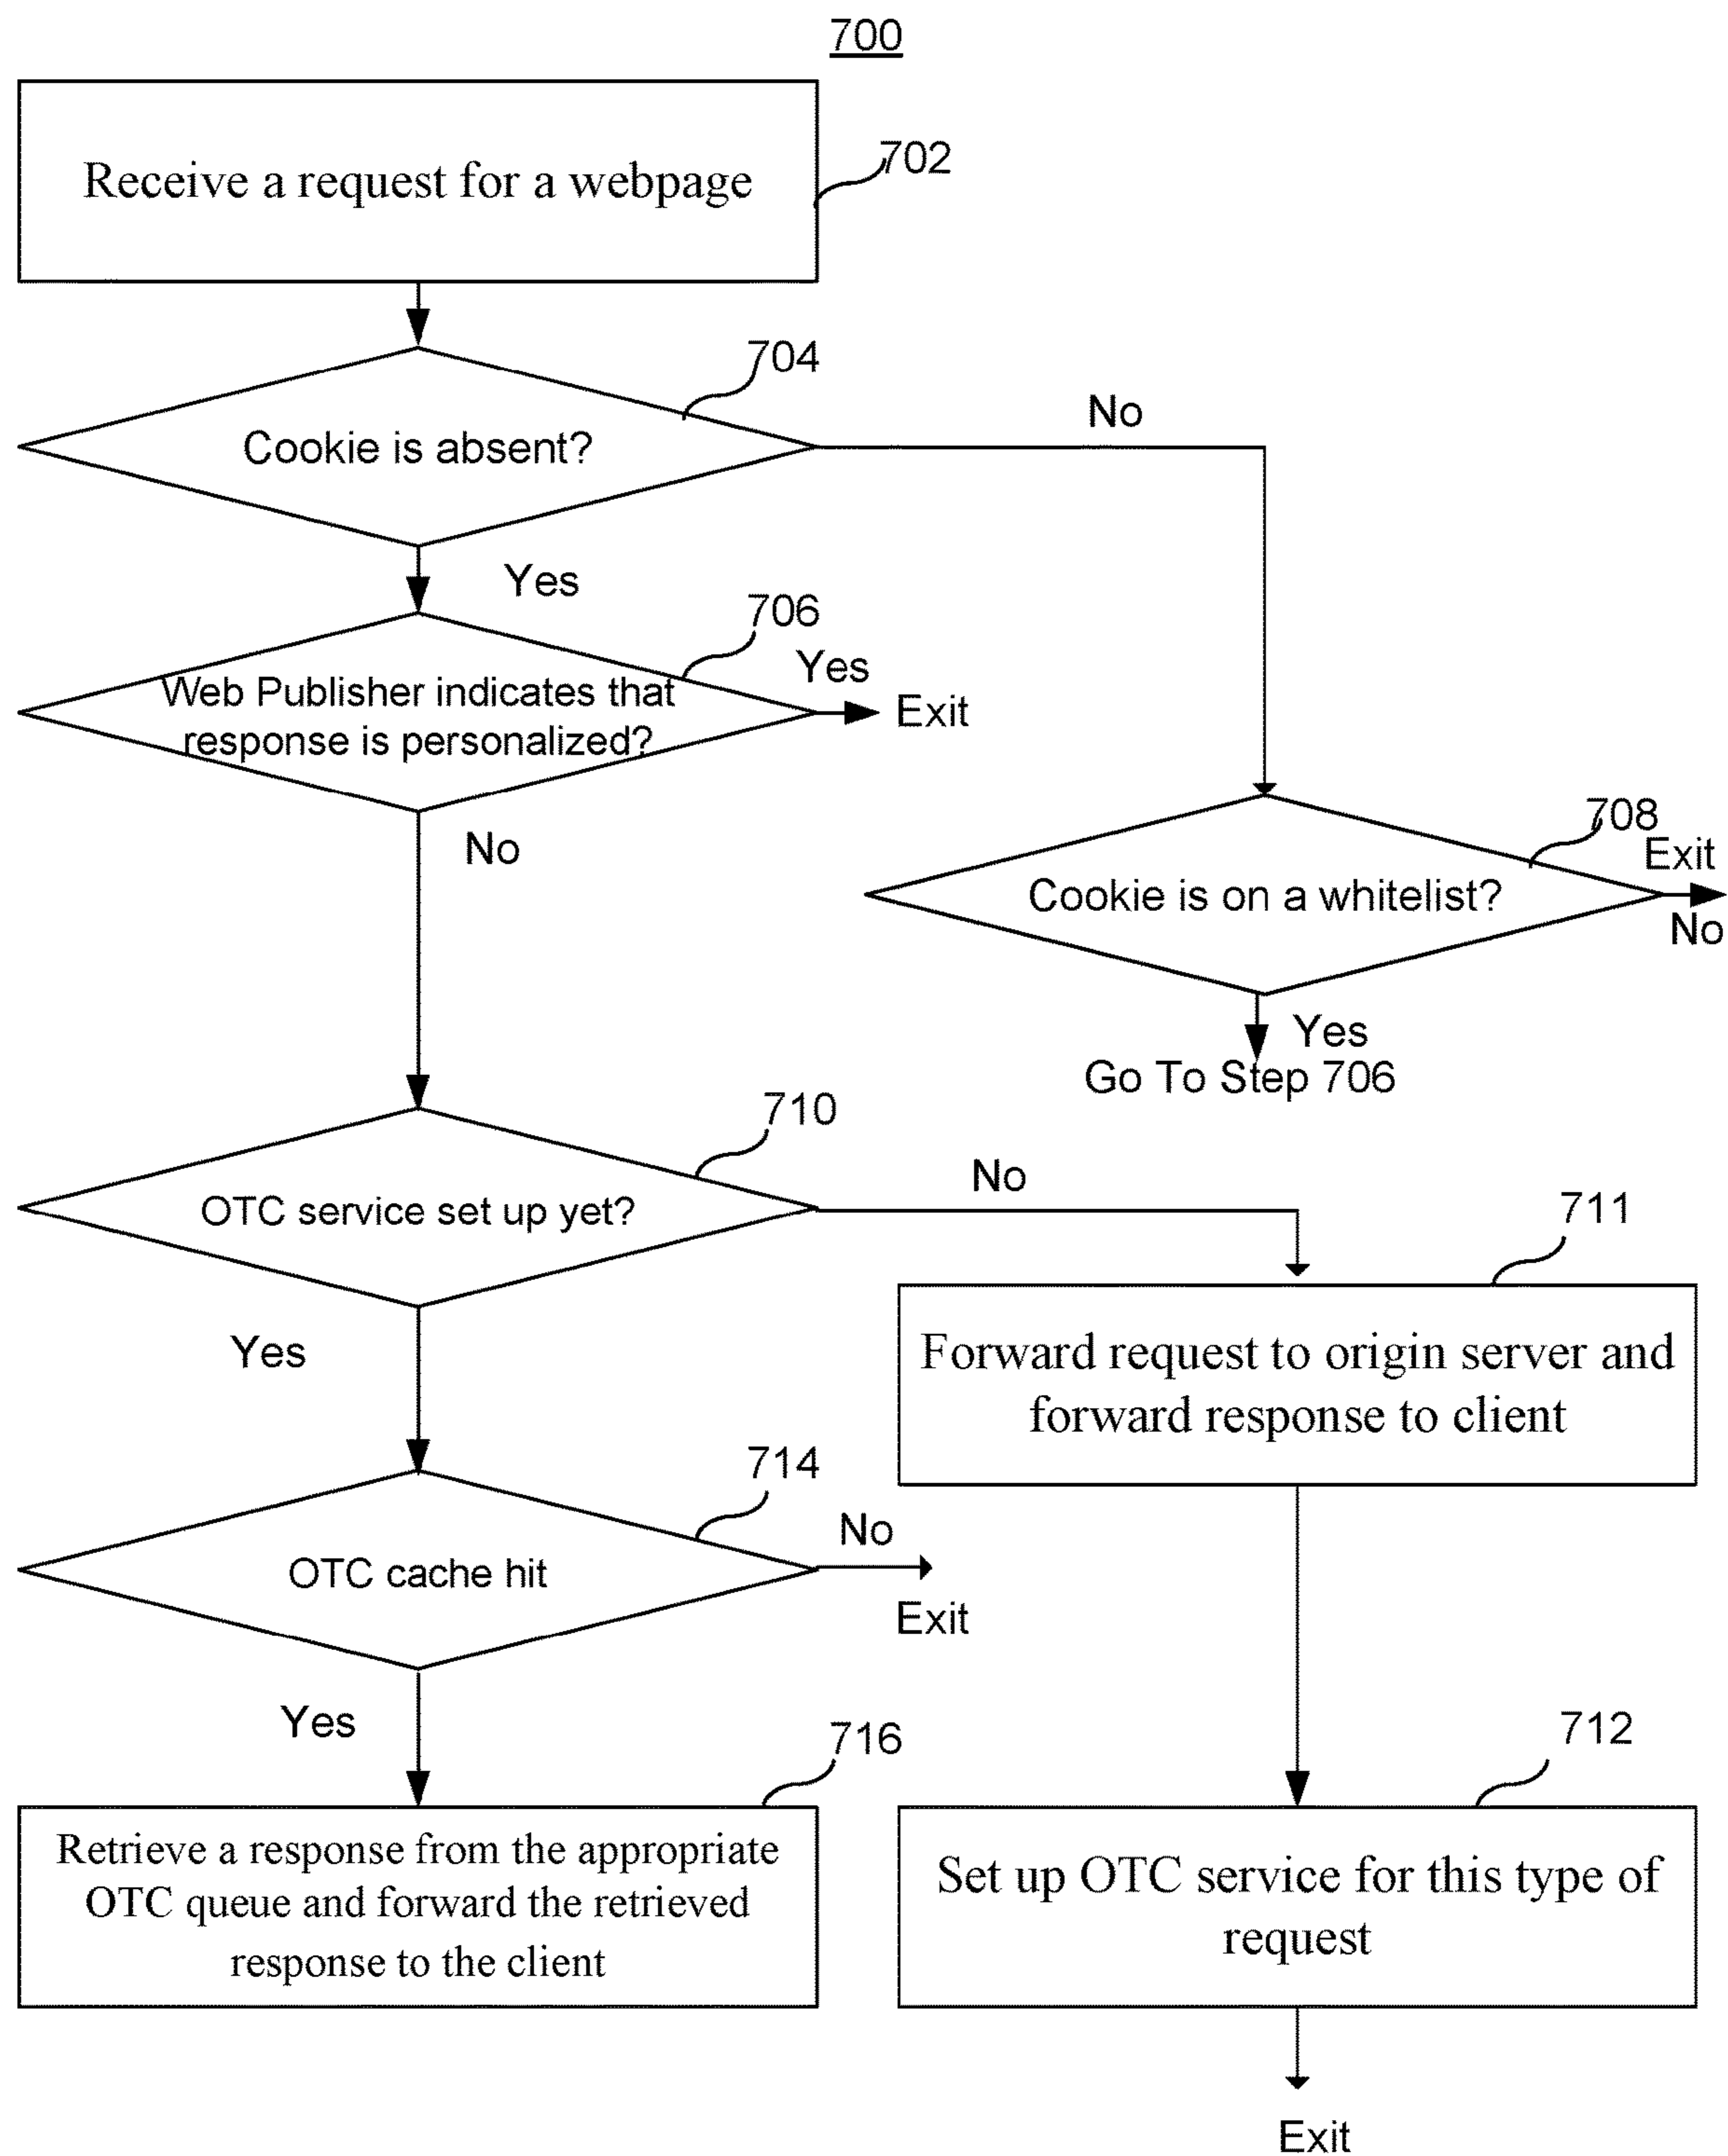 700
Receive a request for a webpage
702
704
Cookie is absent?
No
Yes
706
Web Publisher indicates that
response is personalized?
Yes
Exit
No
708
Cookie is on a whitelist?
Exit
No
Yes
Go To Step 706
710
OTC service set up yet?
No
Yes
711
Forward request to origin server and
forward response to client
714
OTC cache hit
No
Exit
Yes
716
Retrieve a response from the appropriate
OTC queue and forward the retrieved
response to the client
712
Set up OTC service for this type of
request
Exit